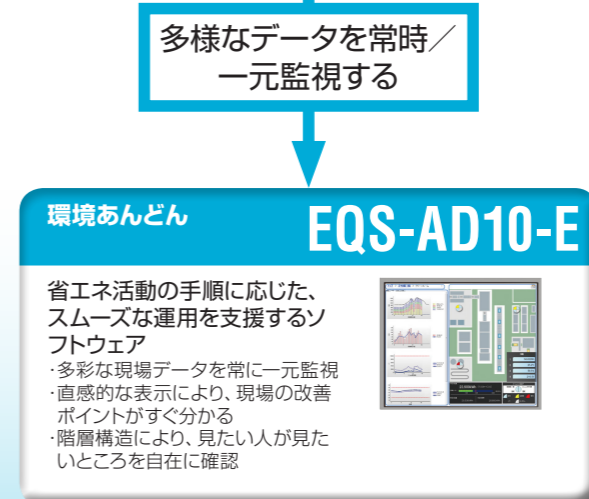 多様なデータを常時／
一元監視する
環境あんどん
EQS-AD10-E
省エネ活動の手順に応じた、
スムーズな運用を支援するソ
フトウェア
･多彩な現場データを常に一元監視
･直感的な表示により、現場の改善
ポイントがすぐ分かる
･階層構造により、見たい人が見た
いところを自在に確認